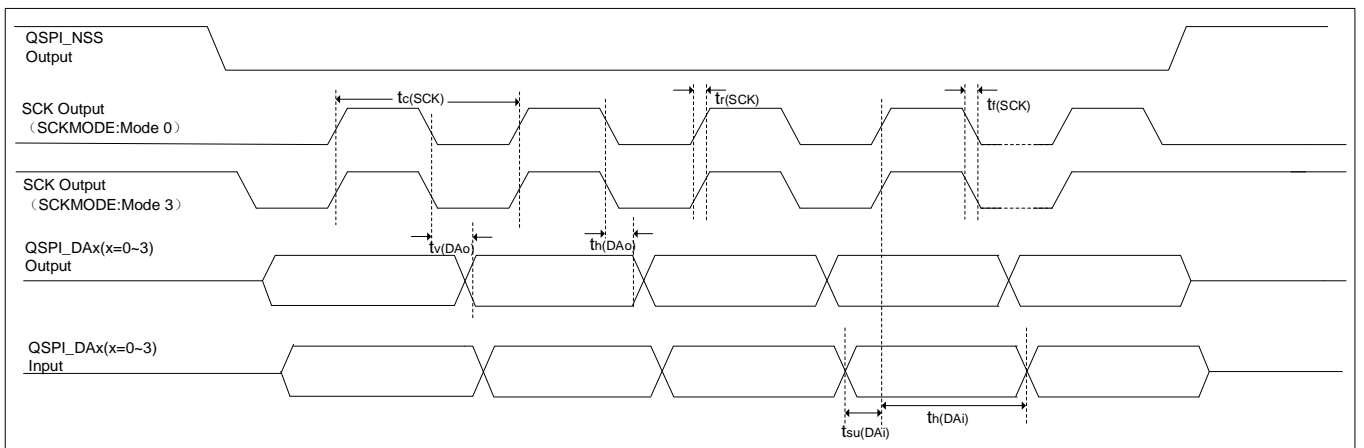 QSPI_NSS
Output
tc(SCK)
tr(SCK)
tf(SCK)
SCK Output
（SCKMODE:Mode 0）
SCK Output
（SCKMODE:Mode 3）
tv(DAo)
th(DAo)
QSPI_DAx(x=0~3)
Output
QSPI_DAx(x=0~3)
Input
tsu(DAi)
th(DAi)